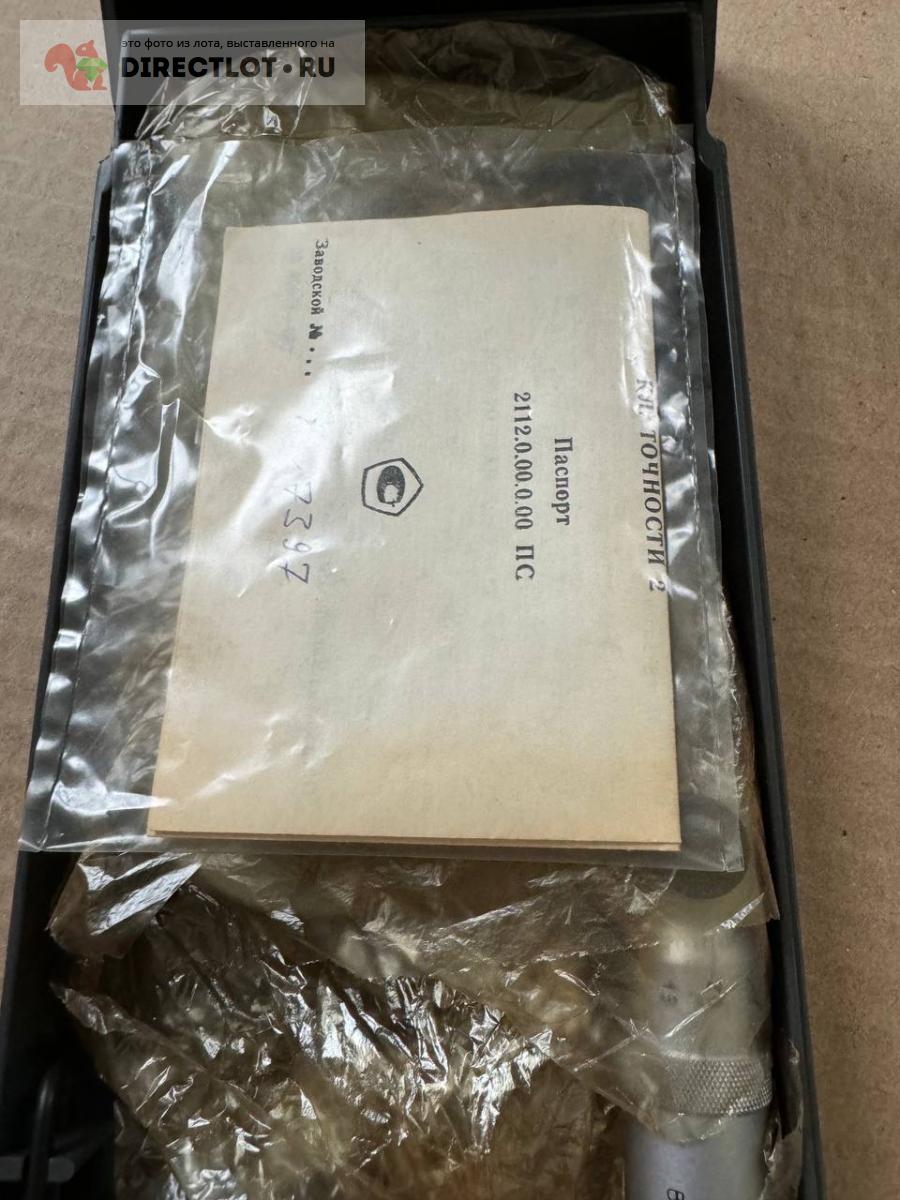 это фото из лота, выставленного на
DIRECTLOT.RU
КЛ. ТОЧНОСТИ 2
Паспорт
2112.0.00.0.00 ПС
Заводской № ...
7397